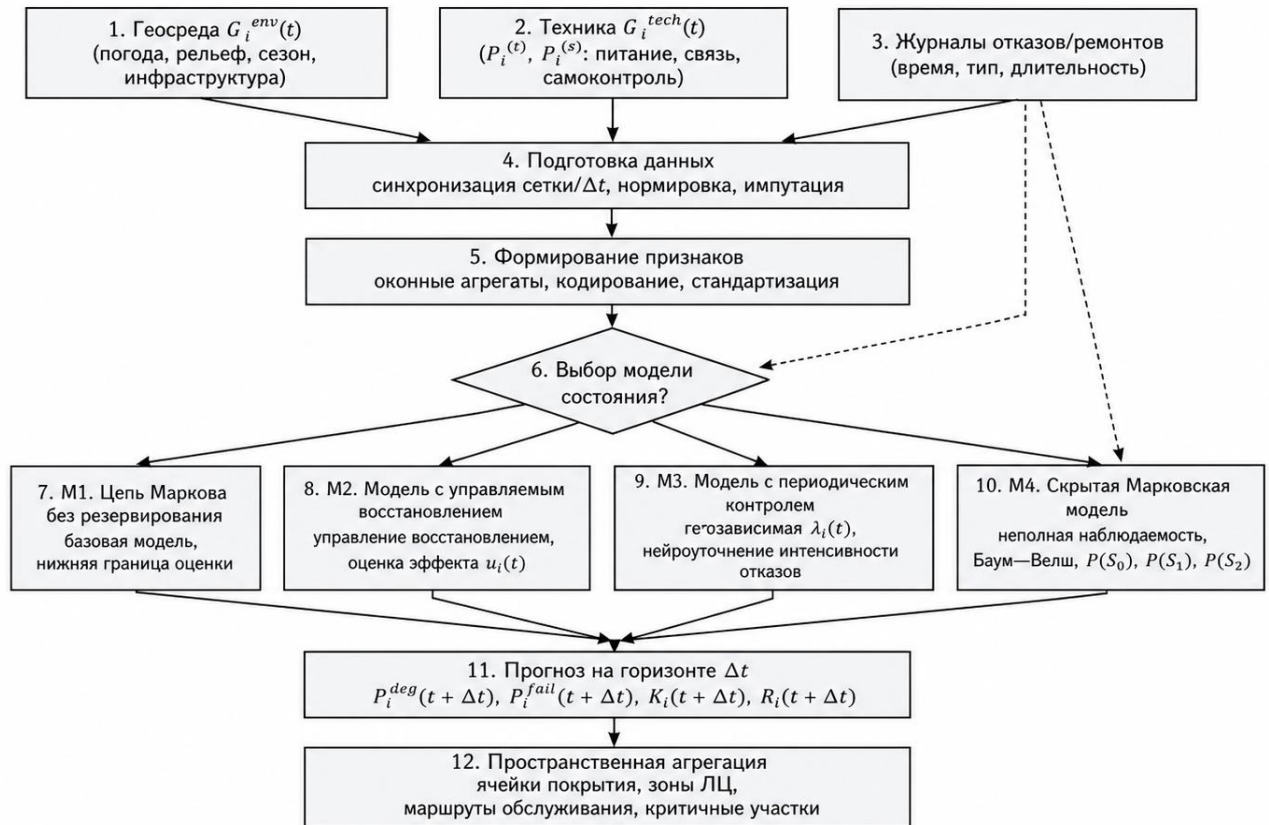 1. Геосреда $G_i^{env}(t)$
(погода, рельеф, сезон,
инфраструктура)
2. Техника $G_i^{tech}(t)$
($P_i^{(t)}$, $P_i^{(s)}$: питание, связь,
самоконтроль)
3. Журналы отказов/ремонтов
(время, тип, длительность)
4. Подготовка данных
синхронизация сетки/Δt, нормировка, импутация
5. Формирование признаков
оконные агрегаты, кодирование, стандартизация
6. Выбор модели
состояния?
7. M1. Цепь Маркова
без резервирования
базовая модель,
нижняя граница оценки
8. M2. Модель с управляемым
восстановлением
управление восстановлением,
оценка эффекта $u_i(t)$
9. M3. Модель с периодическим
контролем
$λ_i(t)$,
нейроуточнение интенсивности
отказов
10. M4. Скрытая Марковская
модель
неполная наблюдаемость,
Баум—Велш, $P(S_0)$, $P(S_1)$, $P(S_2)$
11. Прогноз на горизонте Δt
$P_i^{deg}(t + Δt)$, $P_i^{fail}(t + Δt)$, $K_i(t + Δt)$, $R_i(t + Δt)$
12. Пространственная агрегация
ячейки покрытия, зоны ЛЦ,
маршруты обслуживания, критичные участки